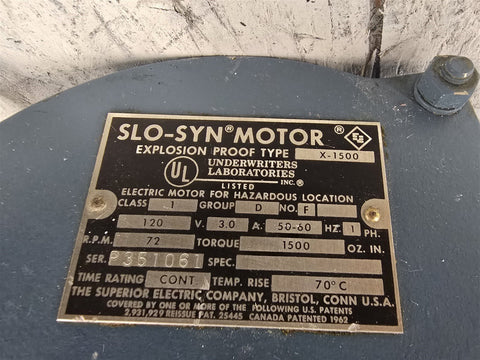 SLO-SYN® MOTOR ®
EXPLOSION PROOF TYPE X-1500
UL UNDERWRITERS
LABORATORIES
INC.®
LISTED
ELECTRIC MOTOR FOR HAZARDOUS LOCATION
CLASS 1 GROUP D NO. F
120 V. 3.0 A. 50-60 HZ. 1 PH.
R.P.M. 72 TORQUE 1500 OZ. IN.
SER. P351061 SPEC.
TIME RATING CONT. TEMP. RISE 70°C
THE SUPERIOR ELECTRIC COMPANY, BRISTOL, CONN U.S.A.
COVERED BY ONE OR MORE OF THE FOLLOWING U.S. PATENTS
2,931,929 REISSUE PAT. 25445 CANADA PATENTED 1962